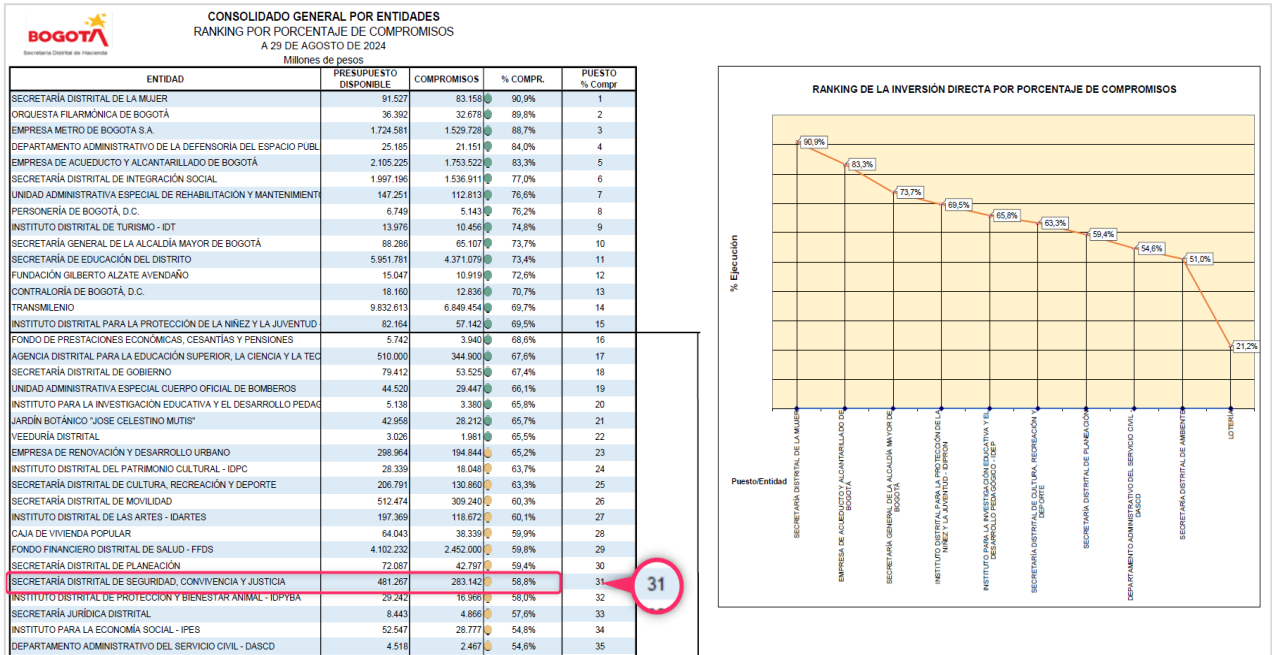 BOGOTÁ
Secretaría Distrital de Hacienda
CONSOLIDADO GENERAL POR ENTIDADES
RANKING POR PORCENTAJE DE COMPROMISOS
A 29 DE AGOSTO DE 2024
Millones de pesos
ENTIDAD PRESUPUESTO DISPONIBLE COMPROMISOS % COMPR. PUESTO % Compr
SECRETARÍA DISTRITAL DE LA MUJER 91.527 83.158 90,9% 1
ORQUESTA FILARMÓNICA DE BOGOTÁ 36.392 32.678 89,8% 2
EMPRESA METRO DE BOGOTA S.A. 1.724.581 1.529.728 88,7% 3
DEPARTAMENTO ADMINISTRATIVO DE LA DEFENSORÍA DEL ESPACIO PÚBL 25.185 21.151 84,0% 4
EMPRESA DE ACUEDUCTO Y ALCANTARILLADO DE BOGOTÁ 2.105.225 1.753.522 83,3% 5
SECRETARÍA DISTRITAL DE INTEGRACIÓN SOCIAL 1.997.196 1.536.911 77,0% 6
UNIDAD ADMINISTRATIVA ESPECIAL DE REHABILITACIÓN Y MANTENIMIENT 147.251 112.813 76,6% 7
PERSONERÍA DE BOGOTÁ, D.C. 6.749 5.143 76,2% 8
INSTITUTO DISTRITAL DE TURISMO - IDT 13.976 10.456 74,8% 9
SECRETARÍA GENERAL DE LA ALCALDÍA MAYOR DE BOGOTÁ 88.286 65.107 73,7% 10
SECRETARÍA DE EDUCACIÓN DEL DISTRITO 5.951.781 4.371.079 73,4% 11
FUNDACIÓN GILBERTO ALZATE AVENDAÑO 15.047 10.919 72,6% 12
CONTRALORÍA DE BOGOTÁ, D.C. 18.160 12.836 70,7% 13
TRANSMILENIO 9.832.613 6.849.454 69,7% 14
INSTITUTO DISTRITAL PARA LA PROTECCIÓN DE LA NIÑEZ Y LA JUVENTUD - 82.164 57.142 69,5% 15
FONDO DE PRESTACIONES ECONÓMICAS, CESANTÍAS Y PENSIONES 5.742 3.940 68,6% 16
AGENCIA DISTRITAL PARA LA EDUCACIÓN SUPERIOR, LA CIENCIA Y LA TEC 510.000 344.900 67,6% 17
SECRETARÍA DISTRITAL DE GOBIERNO 79.412 53.525 67,4% 18
UNIDAD ADMINISTRATIVA ESPECIAL CUERPO OFICIAL DE BOMBEROS 44.520 29.447 66,1% 19
INSTITUTO PARA LA INVESTIGACIÓN EDUCATIVA Y EL DESARROLLO PEDAG 5.138 3.380 65,8% 20
JARDÍN BOTÁNICO "JOSE CELESTINO MUTIS" 42.958 28.212 65,7% 21
VEEDURÍA DISTRITAL 3.026 1.981 65,5% 22
EMPRESA DE RENOVACIÓN Y DESARROLLO URBANO 298.964 194.844 65,2% 23
INSTITUTO DISTRITAL DEL PATRIMONIO CULTURAL - IDPC 28.339 18.048 63,7% 24
SECRETARÍA DISTRITAL DE CULTURA, RECREACIÓN Y DEPORTE 206.791 130.860 63,3% 25
SECRETARÍA DISTRITAL DE MOVILIDAD 512.474 309.240 60,3% 26
INSTITUTO DISTRITAL DE LAS ARTES - IDARTES 197.369 118.672 60,1% 27
CAJA DE VIVIENDA POPULAR 64.043 38.339 59,9% 28
FONDO FINANCIERO DISTRITAL DE SALUD - FFDS 4.102.232 2.452.000 59,8% 29
SECRETARÍA DISTRITAL DE PLANEACIÓN 72.087 42.797 59,4% 30
SECRETARÍA DISTRITAL DE SEGURIDAD, CONVIVENCIA Y JUSTICIA 481.267 283.142 58,8% 31
31
INSTITUTO DISTRITAL DE PROTECCIÓN Y BIENESTAR ANIMAL - IDPYBA 29.242 16.966 58,0% 32
SECRETARÍA JURÍDICA DISTRITAL 8.443 4.866 57,6% 33
INSTITUTO PARA LA ECONOMÍA SOCIAL - IPES 52.547 28.777 54,8% 34
DEPARTAMENTO ADMINISTRATIVO DEL SERVICIO CIVIL - DASCD 4.518 2.467 54,6% 35
RANKING DE LA INVERSIÓN DIRECTA POR PORCENTAJE DE COMPROMISOS
% Ejecución
90,9%
83,3%
73,7%
69,5%
65,8%
63,3%
59,4%
54,6%
51,0%
21,2%
Puesto/Entidad
SECRETARÍA DISTRITAL DE LA MUJER
EMPRESA DE ACUEDUCTO Y ALCANTARILLADO DE
BOGOTÁ
SECRETARÍA GENERAL DE LA ALCALDÍA MAYOR DE
BOGOTÁ
INSTITUTO DISTRITAL PARA LA PROTECCIÓN DE LA
NIÑEZ Y LA JUVENTUD - IDIPRON
INSTITUTO PARA LA INVESTIGACIÓN EDUCATIVA Y EL
DESARROLLO PEDAGÓGICO - IDEP
SECRETARÍA DISTRITAL DE CULTURA, RECREACIÓN Y
DEPORTE
SECRETARÍA DISTRITAL DE PLANEACIÓN
DEPARTAMENTO ADMINISTRATIVO DEL SERVICIO CIVIL -
DASCD
SECRETARÍA DISTRITAL DE AMBIENTE
LOTERÍA